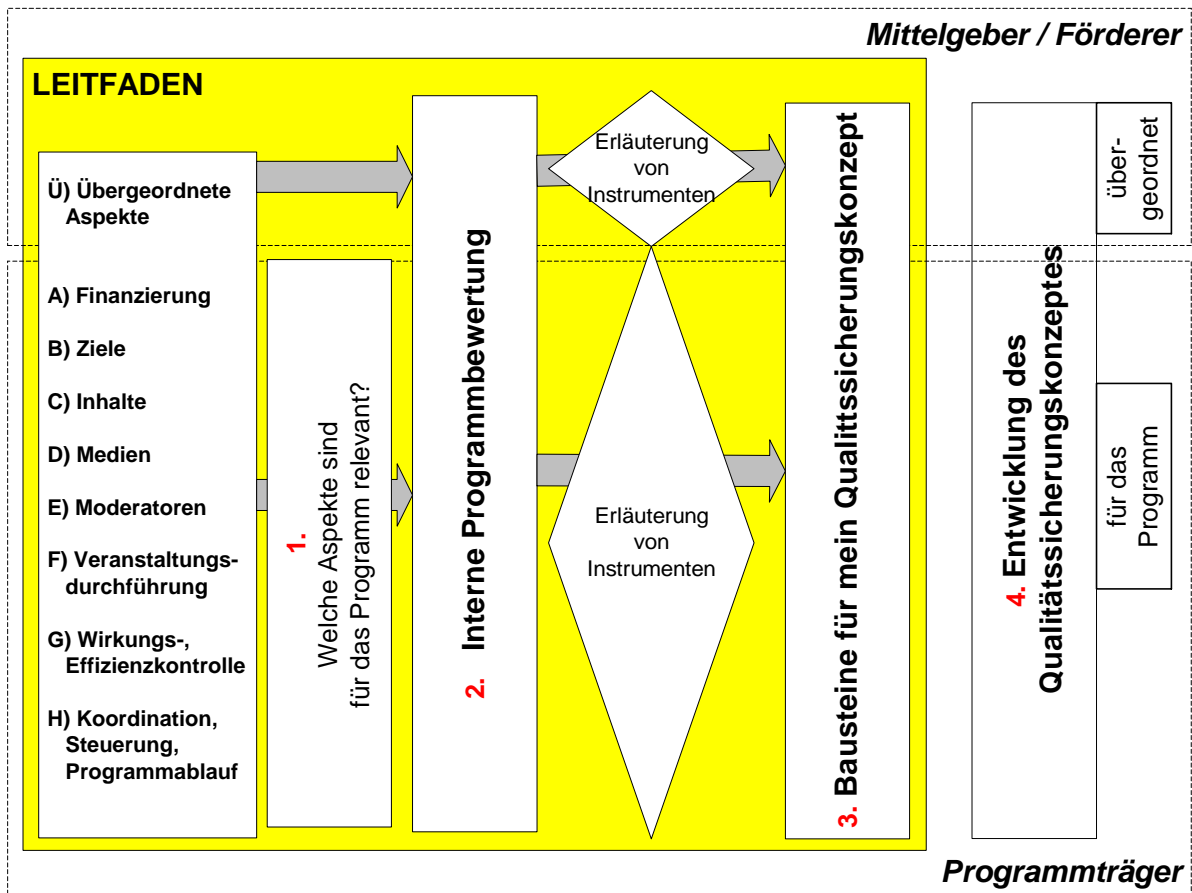 Mittelgeber / Förderer
LEITFADEN
Ü) Übergeordnete
Aspekte
A) Finanzierung
B) Ziele
C) Inhalte
D) Medien
E) Moderatoren
F) Veranstaltungs-
durchführung
G) Wirkungs-,
Effizienzkontrolle
H) Koordination,
Steuerung,
Programmablauf
1.
Welche Aspekte sind
für das Programm relevant?
2. Interne Programmbewertung
Erläuterung
von
Instrumenten
Erläuterung
von
Instrumenten
3. Bausteine für mein Qualittssicherungskonzept
4. Entwicklung des
Qualitätssicherungskonzeptes
über-
geordnet
für das
Programm
Programmträger